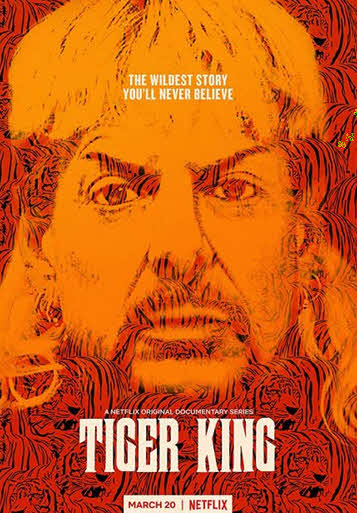 THE WILDEST STORY
YOU'LL NEVER BELIEVE
A NETFLIX ORIGINAL DOCUMENTARY SERIES
TIGER KING
MARCH 20 | NETFLIX